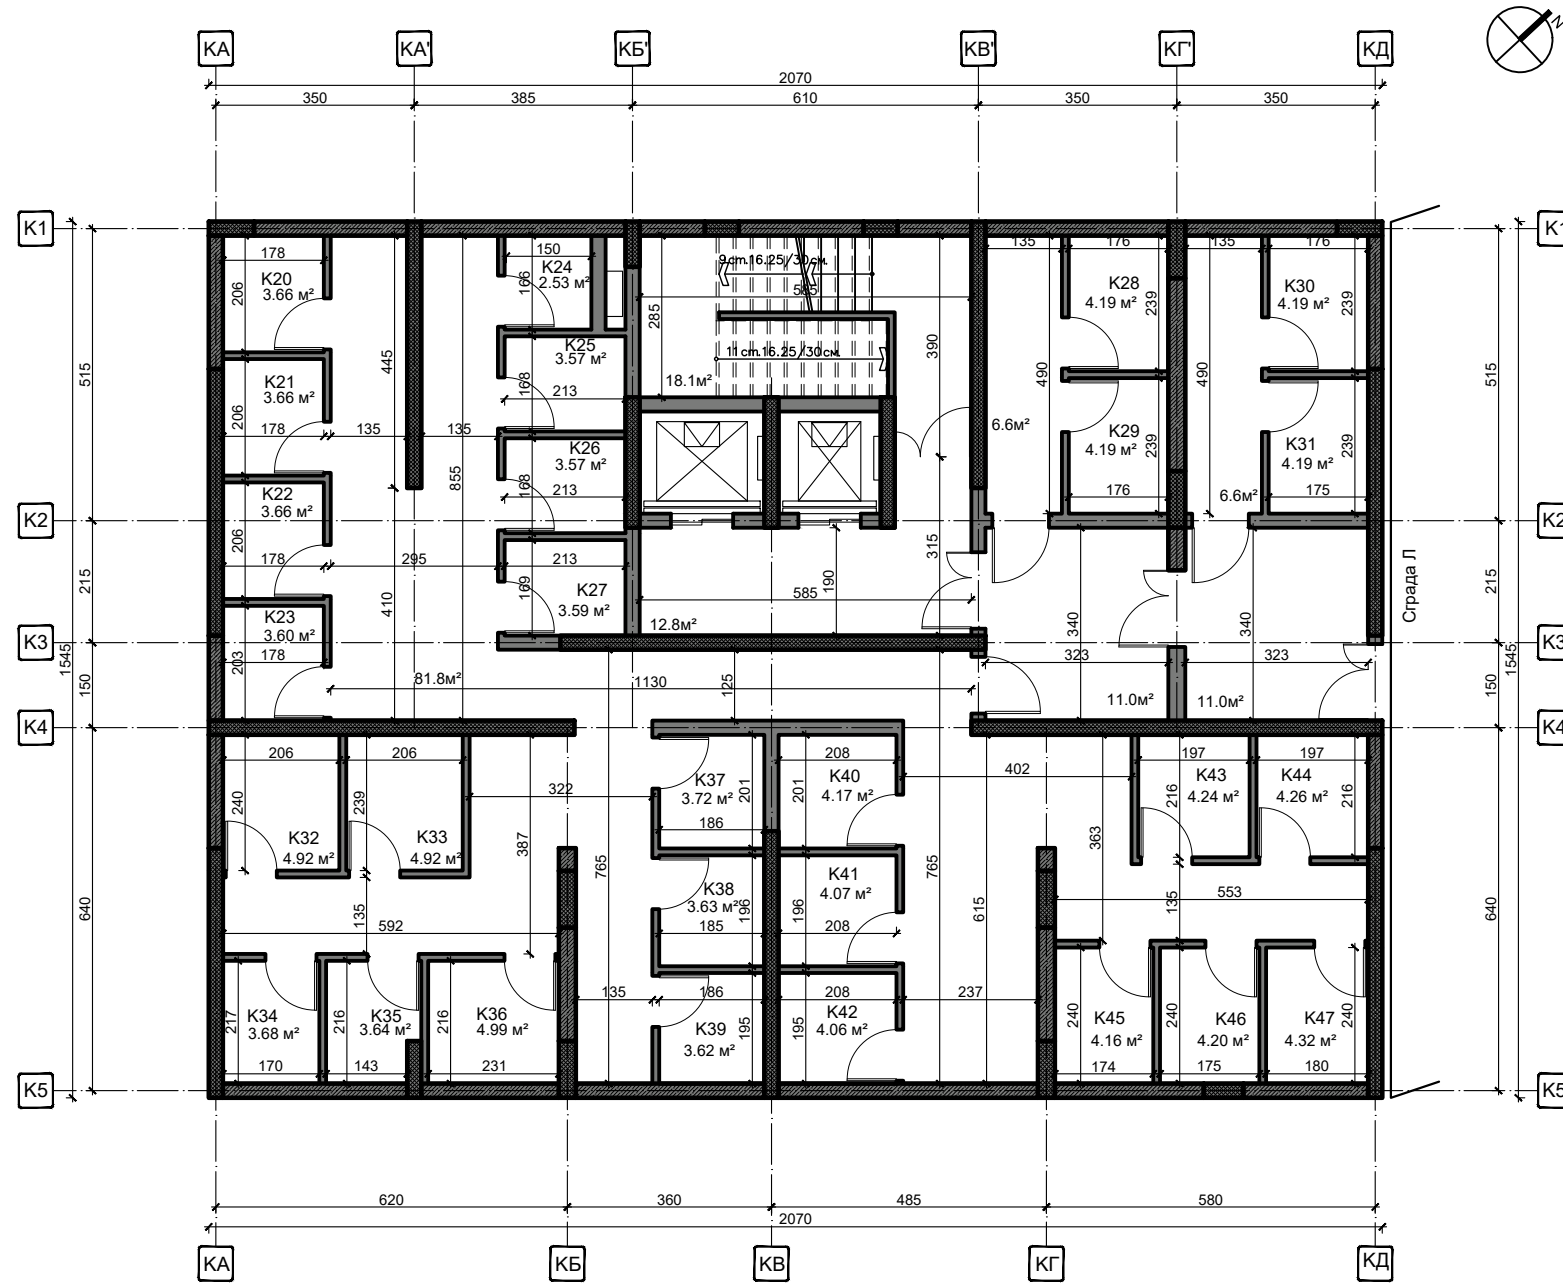 N
КА КА' КБ' КВ' КГ' КД
2070
350 385 610 350 350
К1 К1
178 150 585 135 176 135 176
К20
3.66 м²
206
К24
2.53 м²
166
9ст.16.25/30см.
285
390
К28
4.19 м²
239
К30
4.19 м²
239
515 515
445
К25
3.57 м²
168
213
11ст.16.25/30см.
18.1м²
490 490
К21
3.66 м²
206
178 135 135
855
К26
3.57 м²
168
213
6.6м²
К29
4.19 м²
239
176
К31
4.19 м²
239
175
6.6м²
К22
3.66 м²
206
178 295 213
К2 К2
315
190
585
К27
3.59 м²
169
410
12.8м²
215 215
340 340
Сграда Л
К23
3.60 м²
178
203
К3 К3
1545 1545
150 150
81.8м²
1130
125
323 323
11.0м² 11.0м²
К4 К4
206 206 208 402 197 197
240 239 322
К32
4.92 м²
К33
4.92 м²
387
К37
3.72 м²
201
186
201
К40
4.17 м²
363
216
К43
4.24 м²
К44
4.26 м²
216
765 765
615
К38
3.63 м²
196
185
196
К41
4.07 м²
208
553
135
135
592
640 640
135 186 208 237
К34
3.68 м²
217
170
К35
3.64 м²
216
143
К36
4.99 м²
216
231
К39
3.62 м²
195
195
К42
4.06 м²
240
К45
4.16 м²
174
240
К46
4.20 м²
175
К47
4.32 м²
240
180
К5 К5
620 360 485 580
2070
КА КБ КВ КГ КД